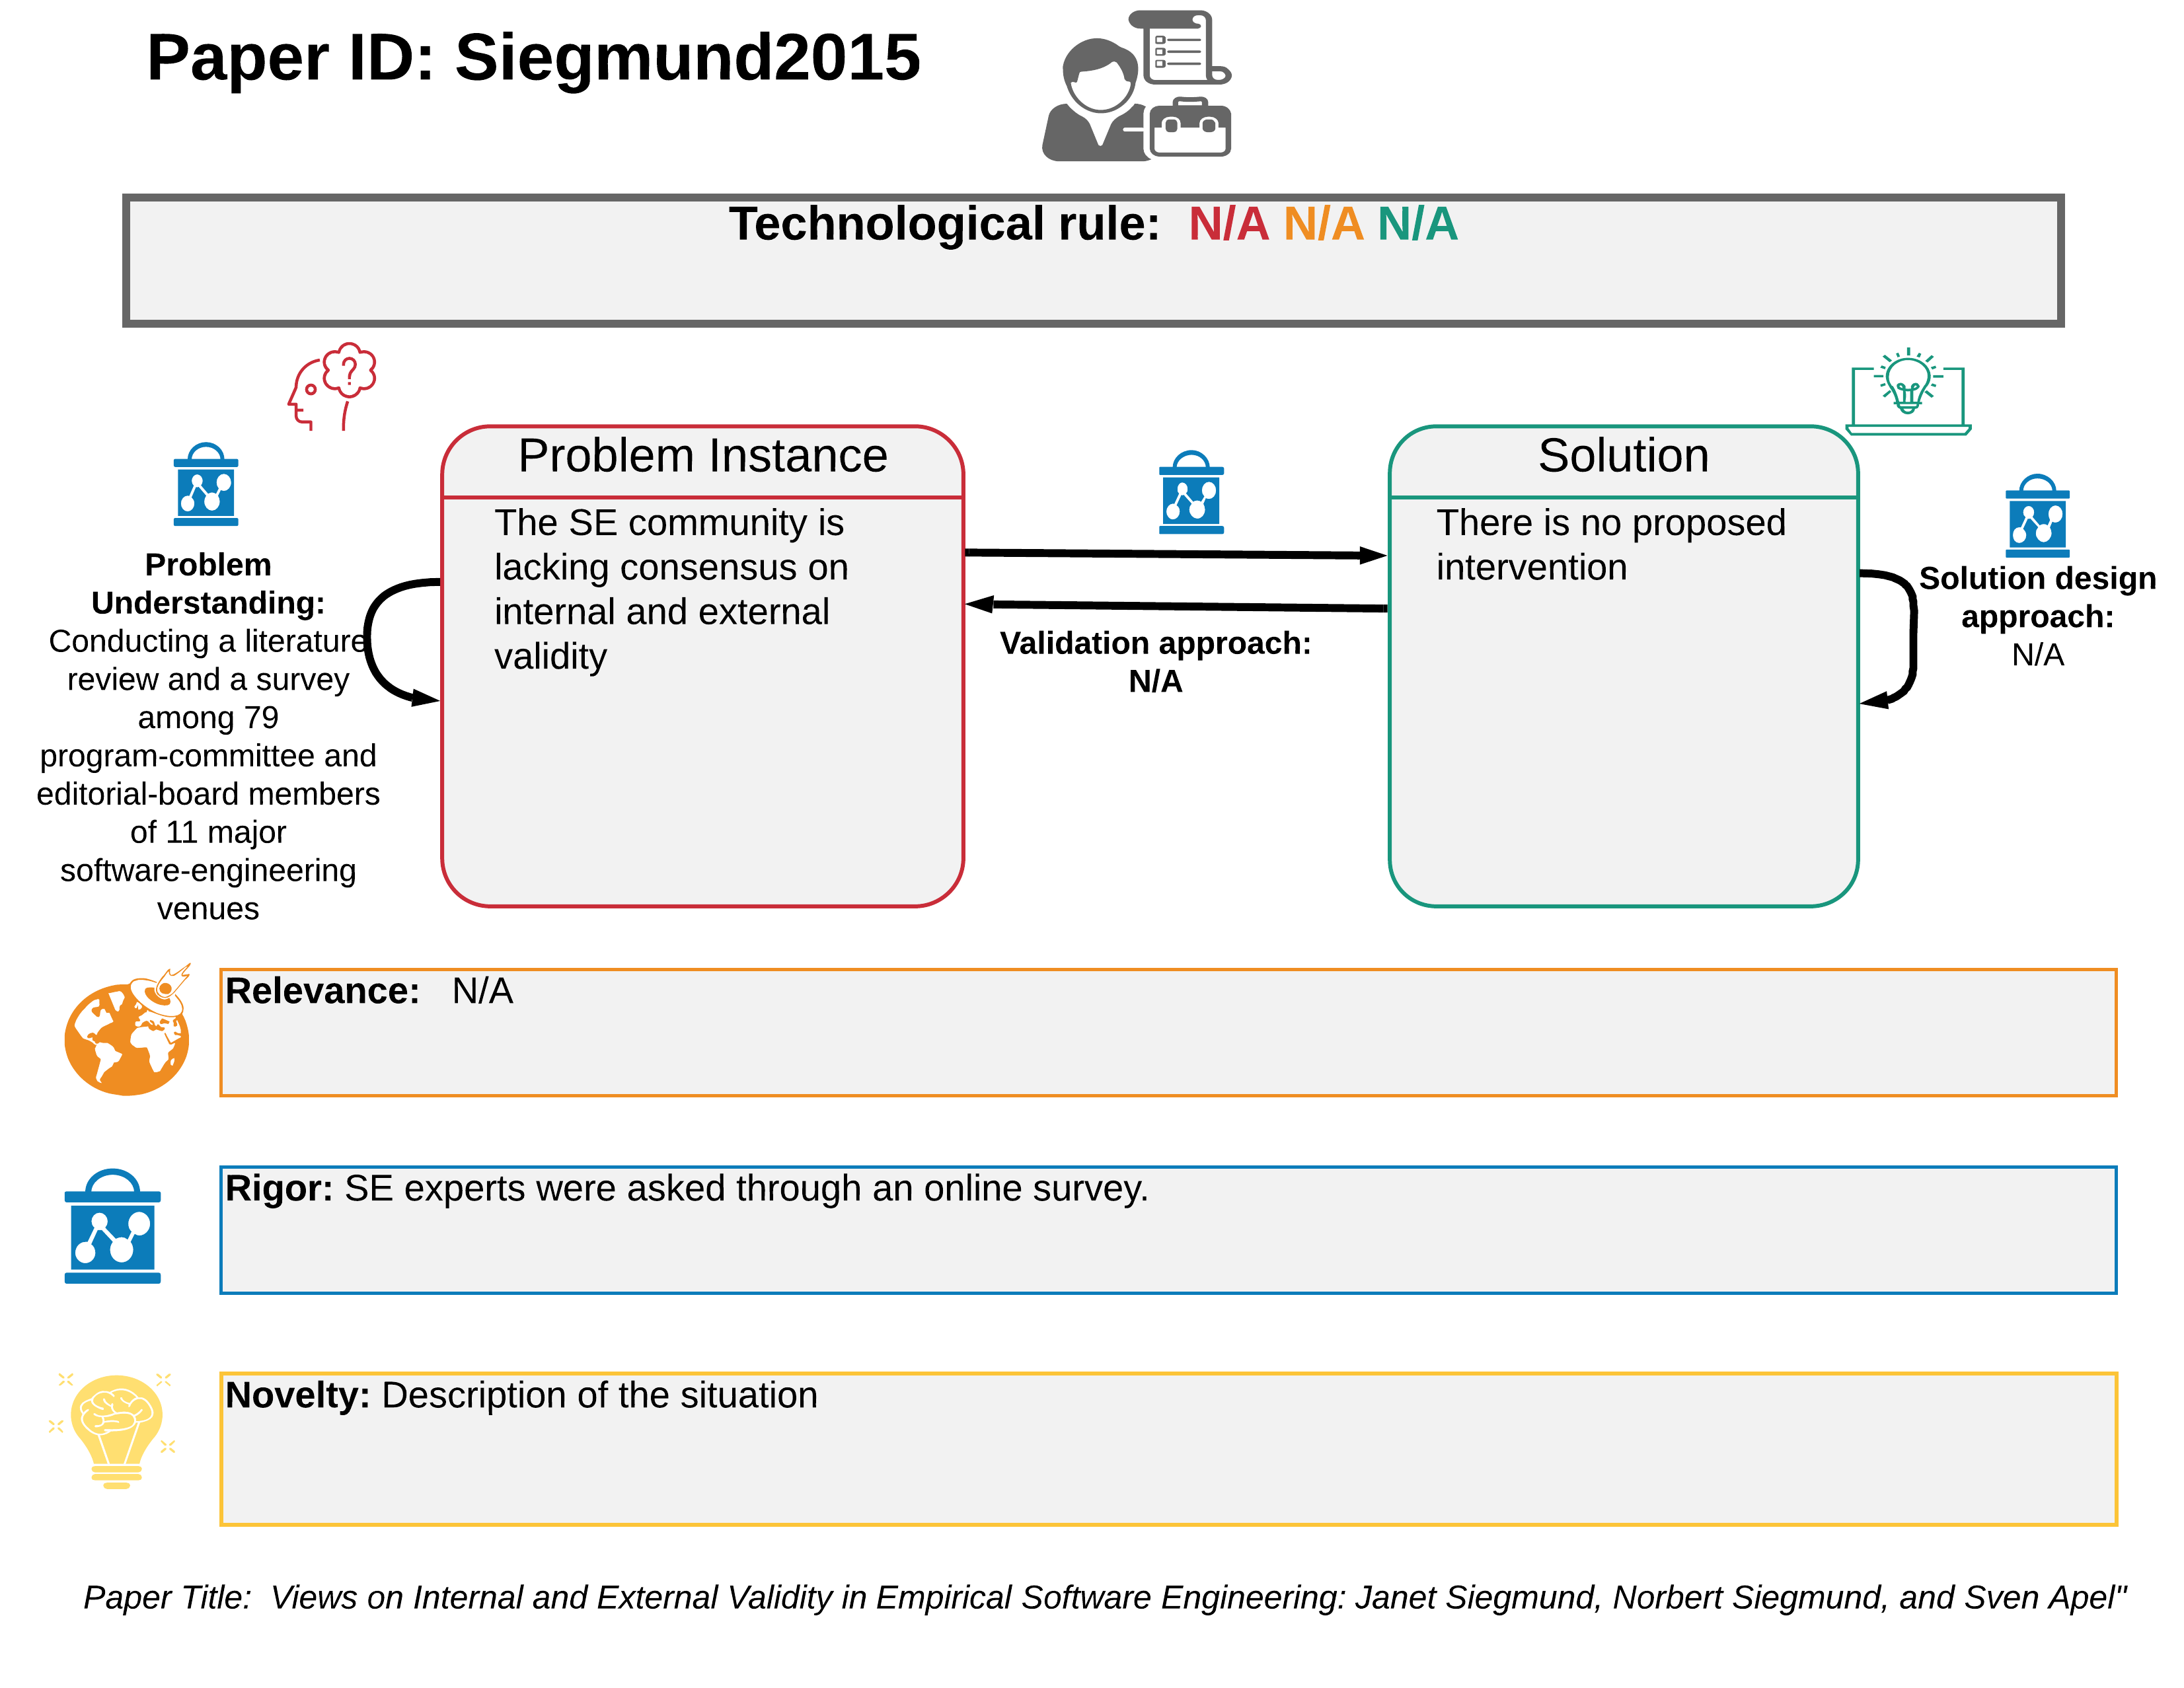 Paper ID: Siegmund2015
Technological rule: N/A N/A N/A
Problem Instance
The SE community is
lacking consensus on
internal and external
validity
Solution
There is no proposed
intervention
Problem
Understanding:
Conducting a literature
review and a survey
among 79
program-committee and
editorial-board members
of 11 major
software-engineering
venues
Validation approach:
N/A
Solution design
approach:
N/A
Relevance: N/A
Rigor: SE experts were asked through an online survey.
Novelty: Description of the situation
Paper Title: Views on Internal and External Validity in Empirical Software Engineering: Janet Siegmund, Norbert Siegmund, and Sven Apel"